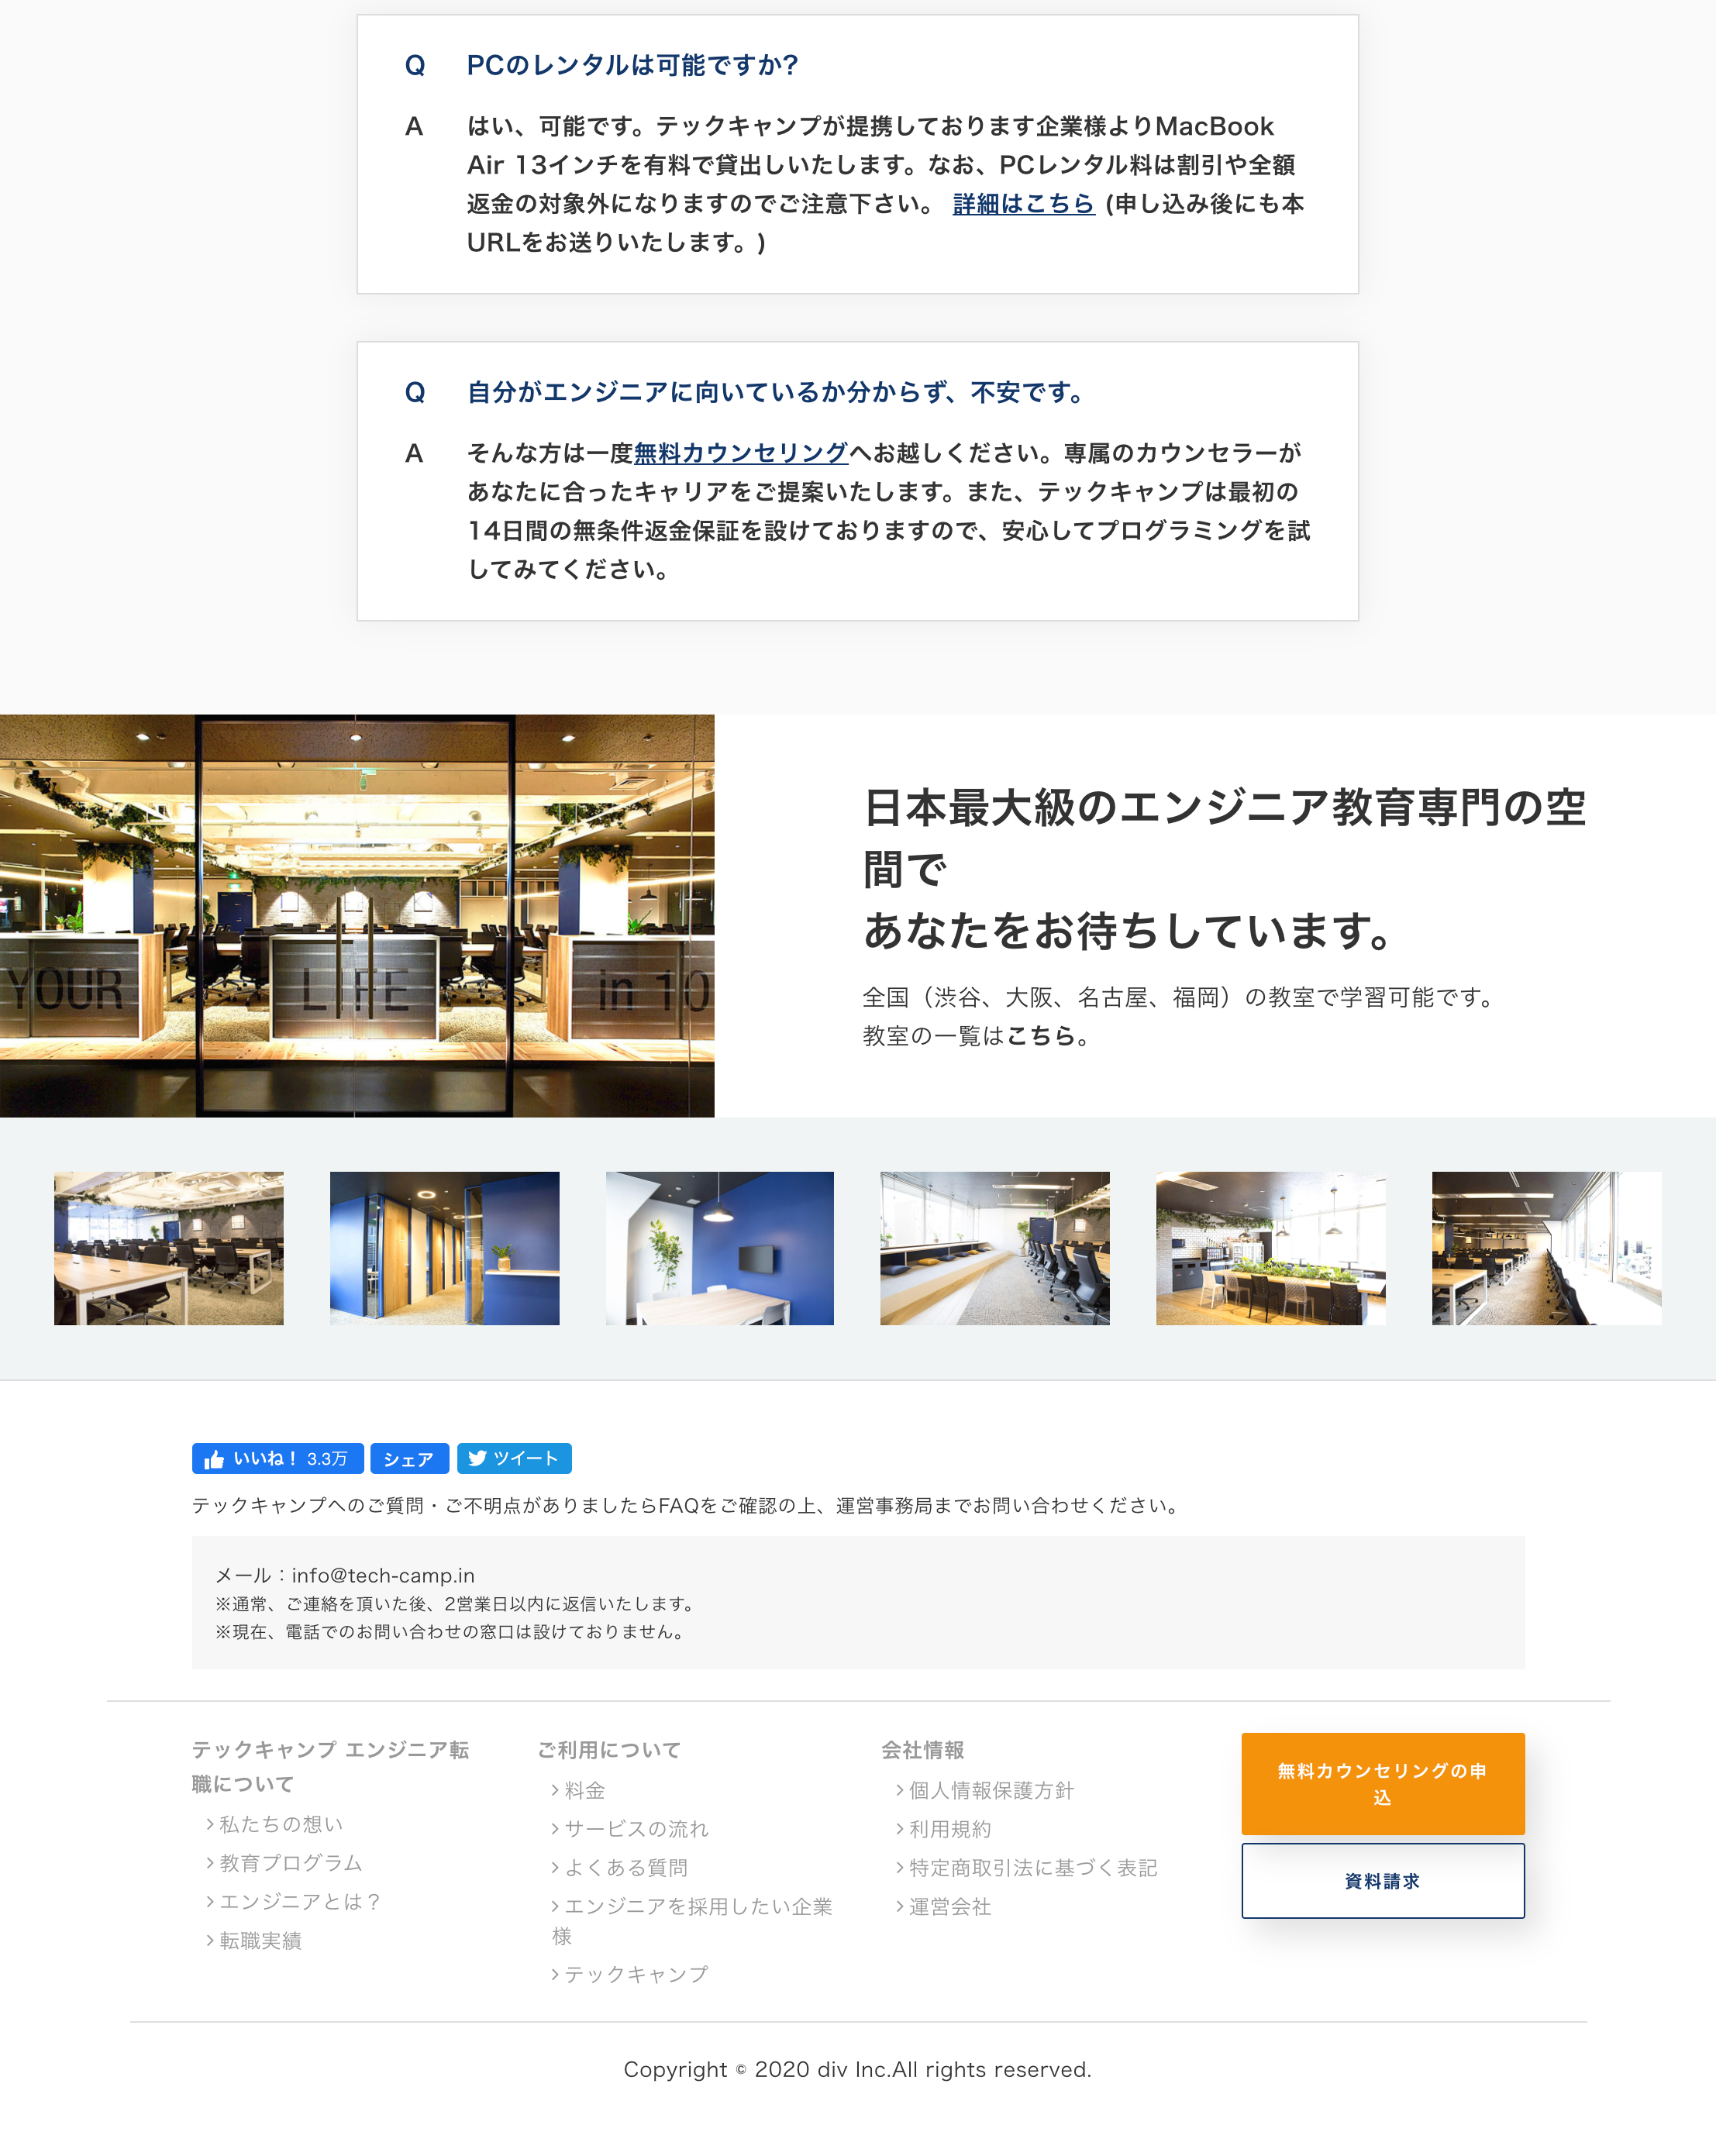 Q PCのレンタルは可能ですか?
A はい、可能です。テックキャンプが提携しております企業様よりMacBook
Air 13インチを有料で貸出しいたします。なお、PCレンタル料は割引や全額
返金の対象外になりますのでご注意下さい。 詳細はこちら (申し込み後にも本
URLをお送りいたします。)
Q 自分がエンジニアに向いているか分からず、不安です。
A そんな方は一度無料カウンセリングへお越しください。専属のカウンセラーが
あなたに合ったキャリアをご提案いたします。また、テックキャンプは最初の
14日間の無条件返金保証を設けておりますので、安心してプログラミングを試
してみてください。
YOUR LIFE in 10
日本最大級のエンジニア教育専門の空
間で
あなたをお待ちしています。
全国（渋谷、大阪、名古屋、福岡）の教室で学習可能です。
教室の一覧はこちら。
いいね！ 3.3万 シェア ツイート
テックキャンプへのご質問・ご不明点がありましたらFAQをご確認の上、運営事務局までお問い合わせください。
メール：info@tech-camp.in
※通常、ご連絡を頂いた後、2営業日以内に返信いたします。
※現在、電話でのお問い合わせの窓口は設けておりません。
テックキャンプ エンジニア転
職について
私たちの想い
教育プログラム
エンジニアとは？
転職実績
ご利用について
料金
サービスの流れ
よくある質問
エンジニアを採用したい企業
様
テックキャンプ
会社情報
個人情報保護方針
利用規約
特定商取引法に基づく表記
運営会社
無料カウンセリングの申
込
資料請求
Copyright © 2020 div Inc.All rights reserved.